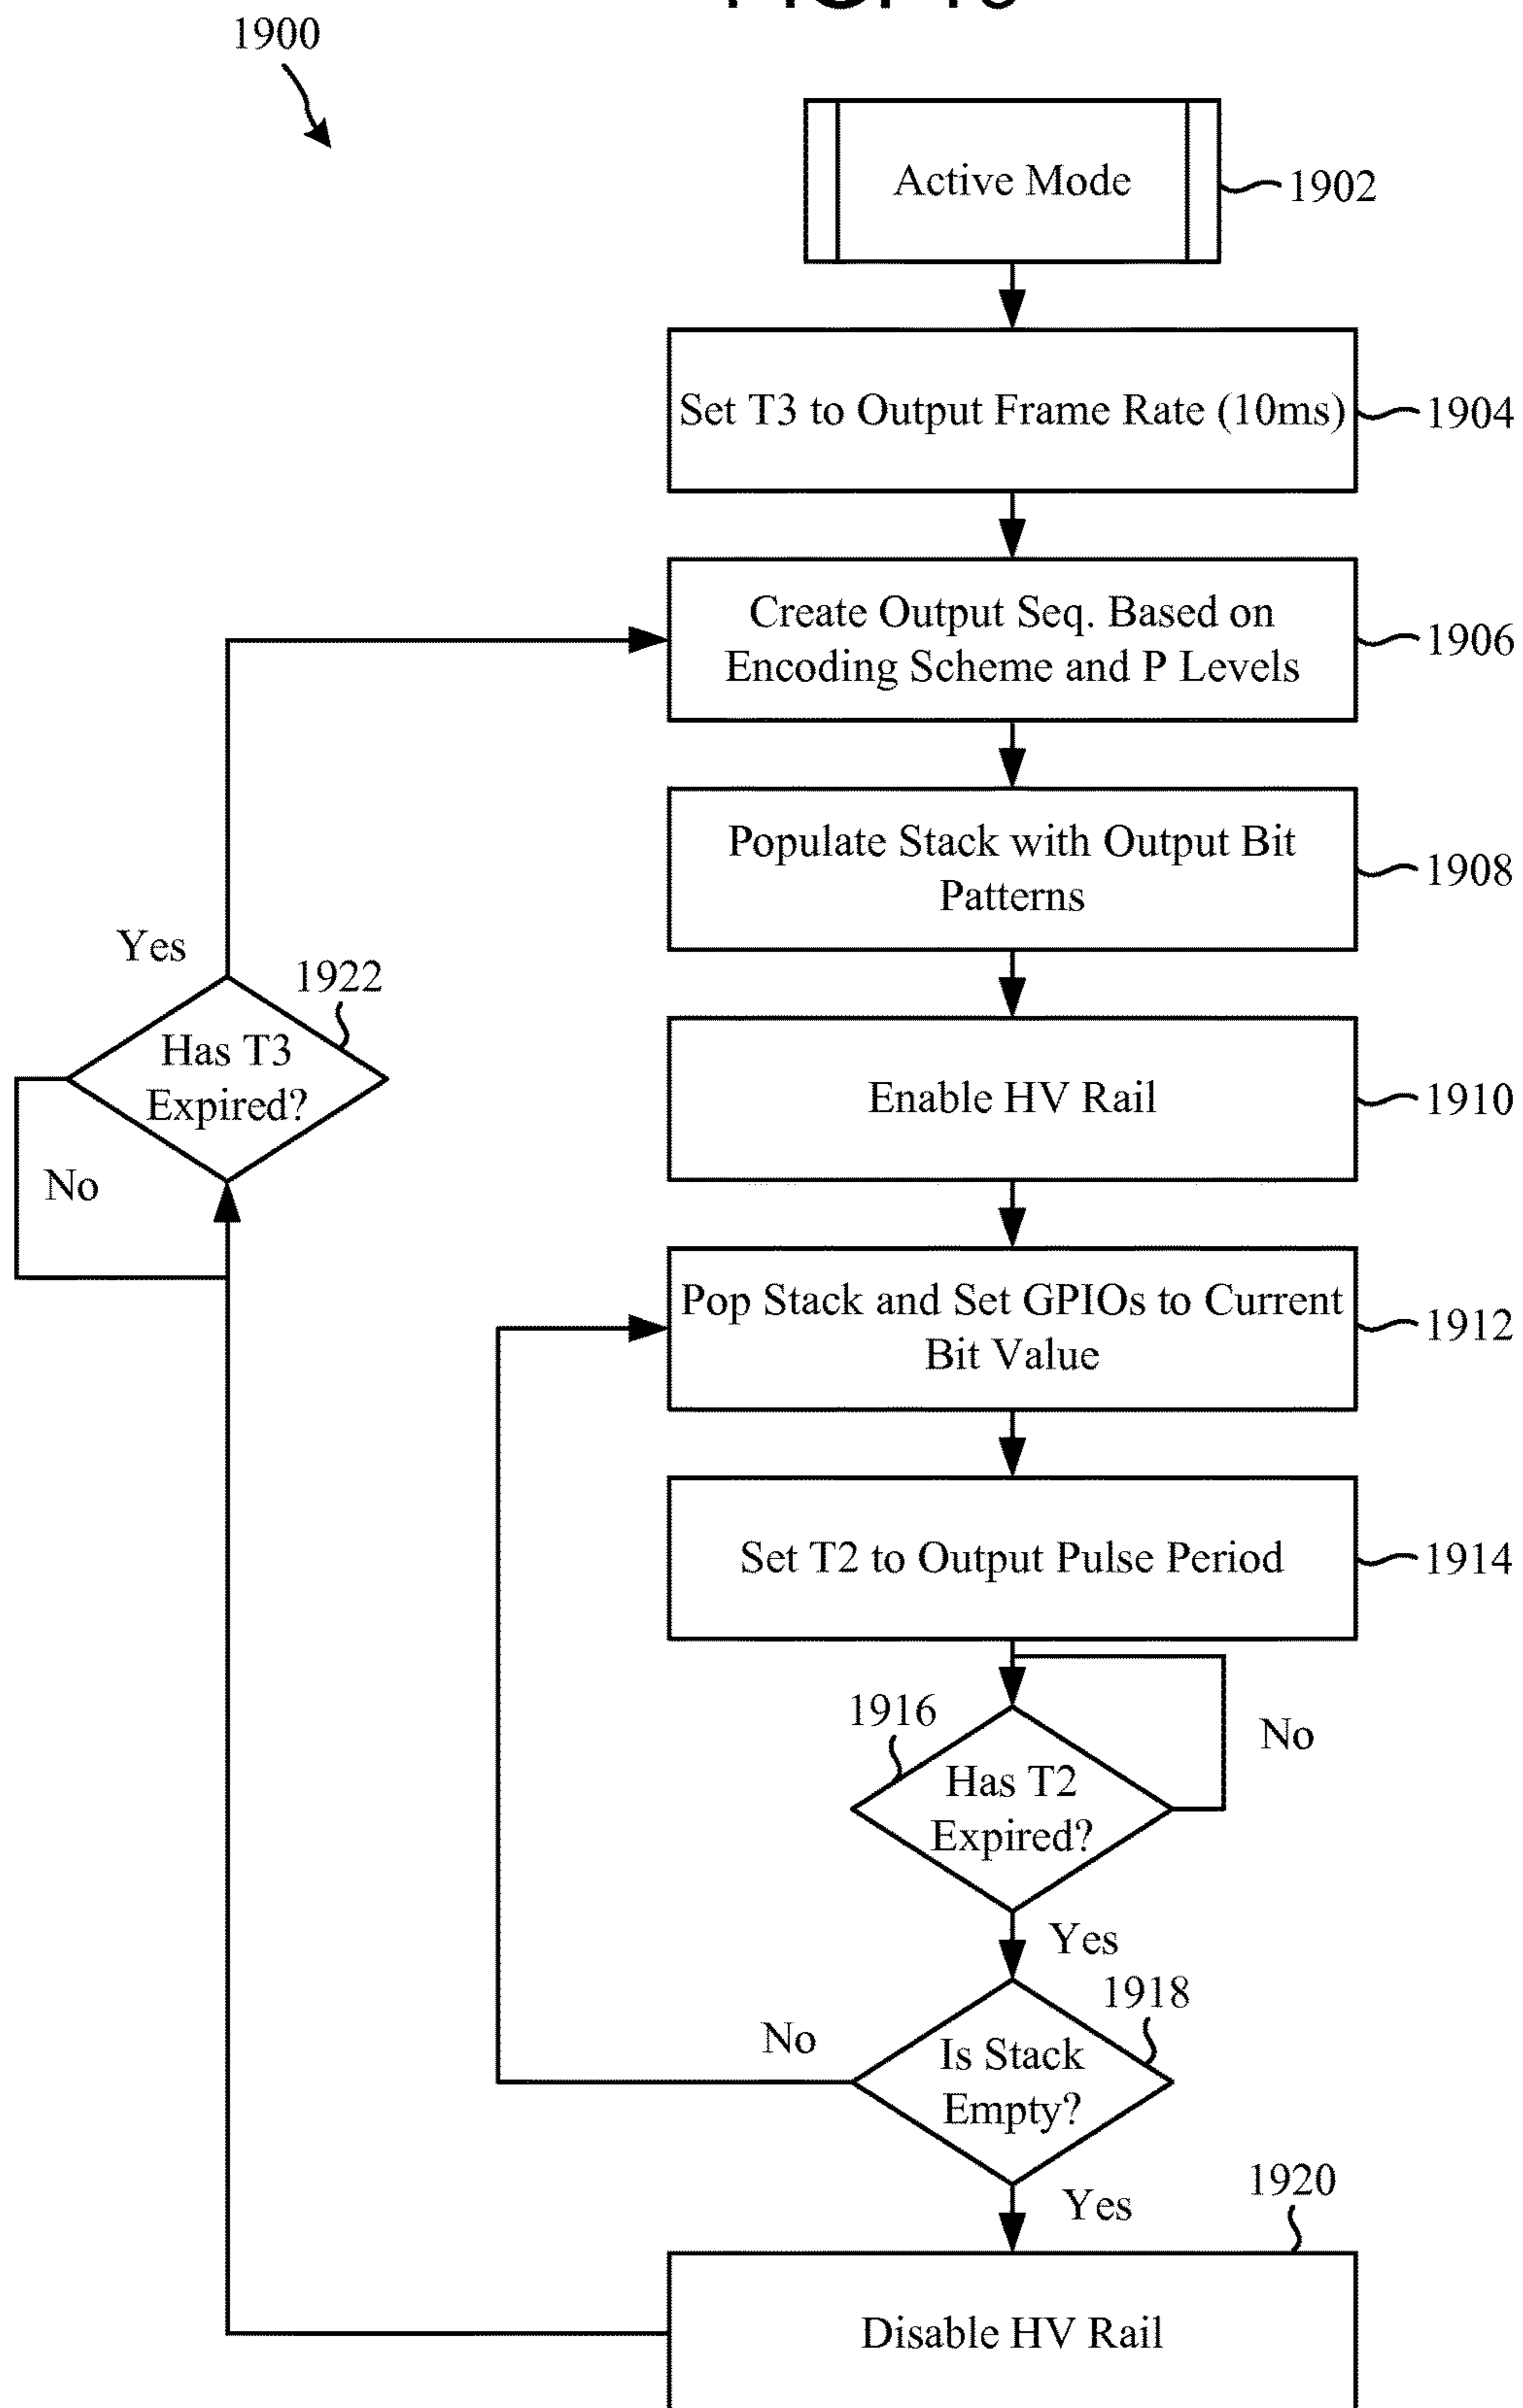 1900
Active Mode
1902
Set T3 to Output Frame Rate (10ms)
1904
Create Output Seq. Based on
Encoding Scheme and P Levels
1906
Populate Stack with Output Bit
Patterns
1908
Yes
1922
Has T3
Expired?
No
Enable HV Rail
1910
Pop Stack and Set GPIOs to Current
Bit Value
1912
Set T2 to Output Pulse Period
1914
1916
Has T2
Expired?
No
Yes
1918
Is Stack
Empty?
No
Yes
1920
Disable HV Rail